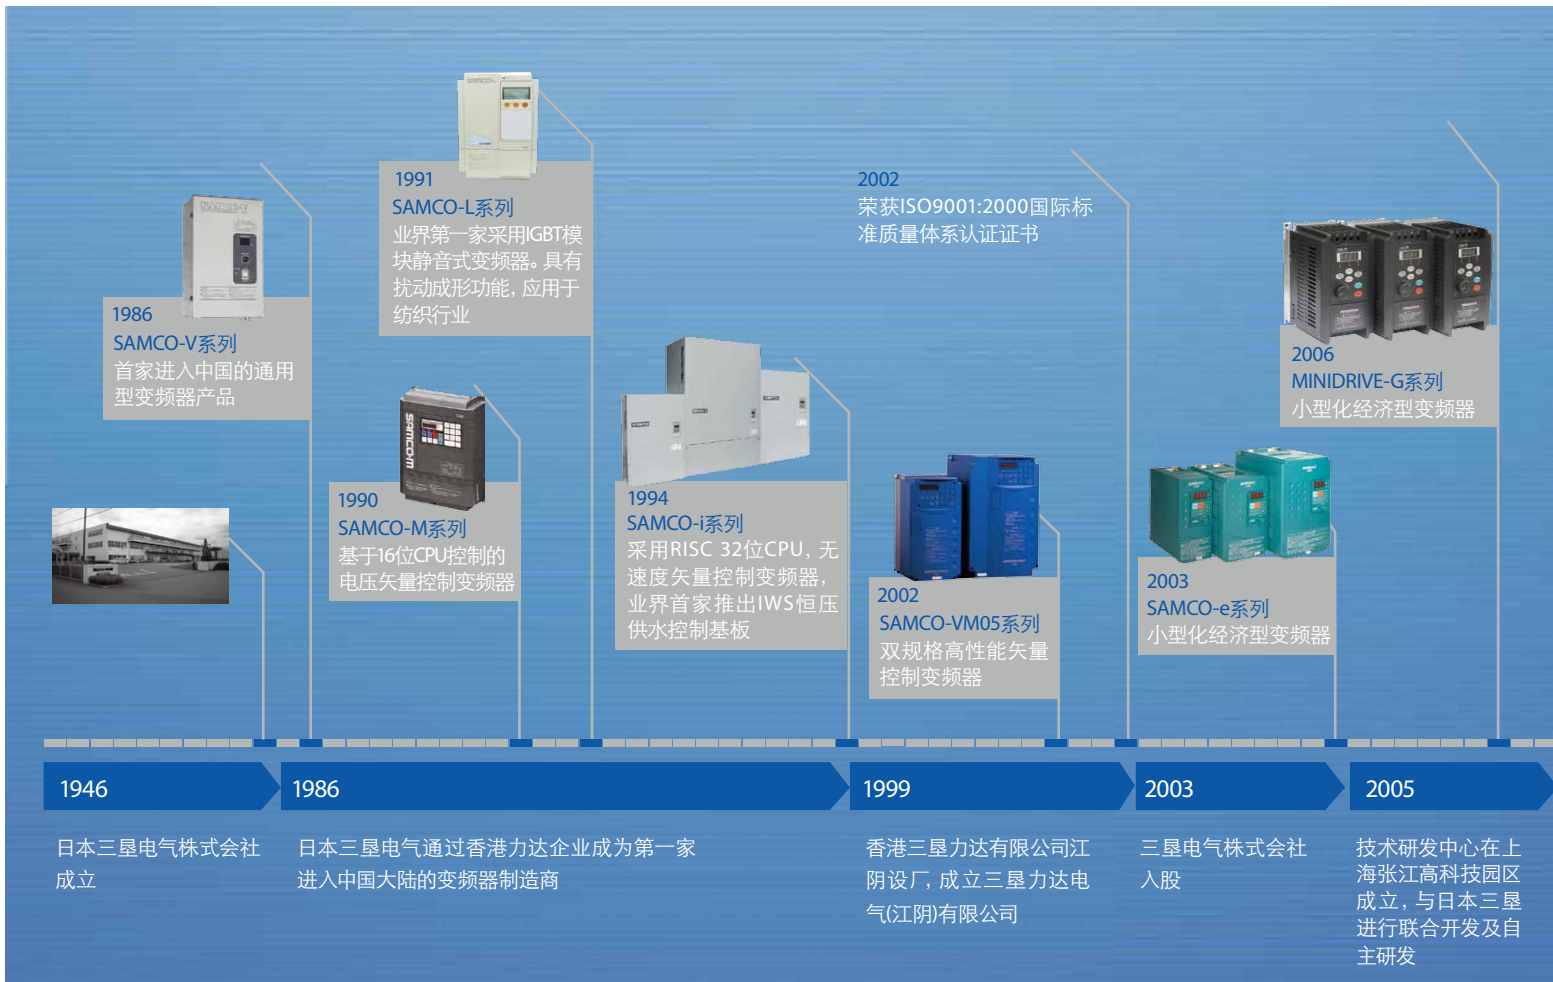 1991
SAMCO-L系列
业界第一家采用IGBT模
块静音式变频器。具有
扰动成形功能, 应用于
纺织行业
2002
荣获ISO9001:2000国际标
准质量体系认证证书
1986
SAMCO-V系列
首家进入中国的通用
型变频器产品
2006
MINIDRIVE-G系列
小型化经济型变频器
SAMCO-M
1990
SAMCO-M系列
基于16位CPU控制的
电压矢量控制变频器
1994
SAMCO-i系列
采用RISC 32位CPU, 无
速度矢量控制变频器,
业界首家推出IWS恒压
供水控制基板
2002
SAMCO-VM05系列
双规格高性能矢量
控制变频器
2003
SAMCO-e系列
小型化经济型变频器
1946
日本三垦电气株式会社
成立
1986
日本三垦电气通过香港力达企业成为第一家
进入中国大陆的变频器制造商
1999
香港三垦力达有限公司江
阴设厂, 成立三垦力达电
气(江阴)有限公司
2003
三垦电气株式会社
入股
2005
技术研发中心在上
海张江高科技园区
成立, 与日本三垦
进行联合开发及自
主研发